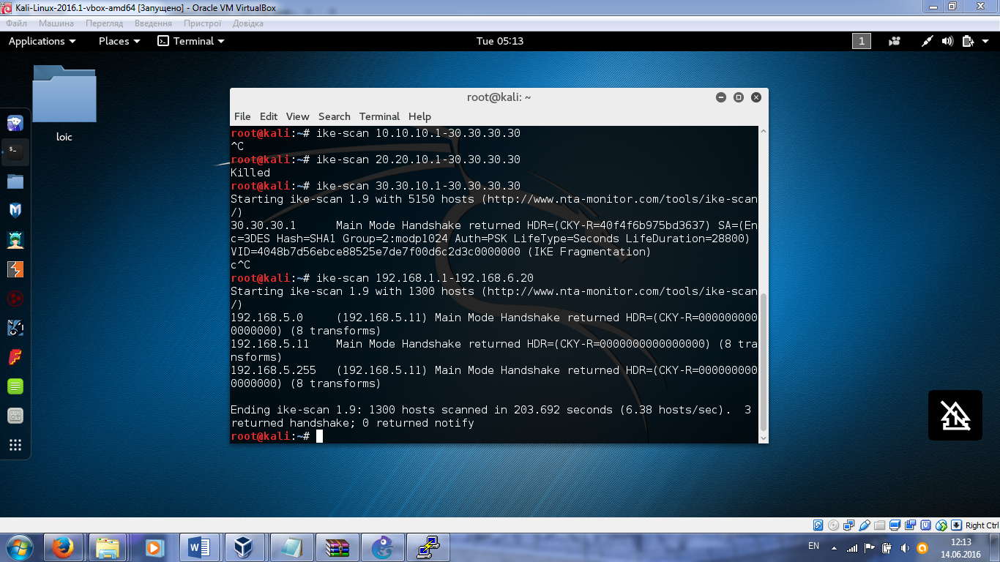 Kali-Linux-2016.1-vbox-amd64 [Запущено] - Oracle VM VirtualBox
Файл Машина Перегляд Введення Пристрої Довідка
Applications Places Terminal Tue 05:13 1
loic
root@kali: ~
File Edit View Search Terminal Help
root@kali:~# ike-scan 10.10.10.1-30.30.30.30
^C
root@kali:~# ike-scan 20.20.10.1-30.30.30.30
Killed
root@kali:~# ike-scan 30.30.10.1-30.30.30.30
Starting ike-scan 1.9 with 5150 hosts (http://www.nta-monitor.com/tools/ike-scan
/)
30.30.30.1 Main Mode Handshake returned HDR=(CKY-R=40f4f6b975bd3637) SA=(En
c=3DES Hash=SHA1 Group=2:modp1024 Auth=PSK LifeType=Seconds LifeDuration=28800)
VID=4048b7d56ebce88525e7de7f00d6c2d3c0000000 (IKE Fragmentation)
c^C
root@kali:~# ike-scan 192.168.1.1-192.168.6.20
Starting ike-scan 1.9 with 1300 hosts (http://www.nta-monitor.com/tools/ike-scan
/)
192.168.5.0 (192.168.5.11) Main Mode Handshake returned HDR=(CKY-R=000000000
0000000) (8 transforms)
192.168.5.11 Main Mode Handshake returned HDR=(CKY-R=0000000000000000) (8 tra
nsforms)
192.168.5.255 (192.168.5.11) Main Mode Handshake returned HDR=(CKY-R=000000000
0000000) (8 transforms)
Ending ike-scan 1.9: 1300 hosts scanned in 203.692 seconds (6.38 hosts/sec). 3
returned handshake; 0 returned notify
root@kali:~#
Right Ctrl
EN 12:13
14.06.2016